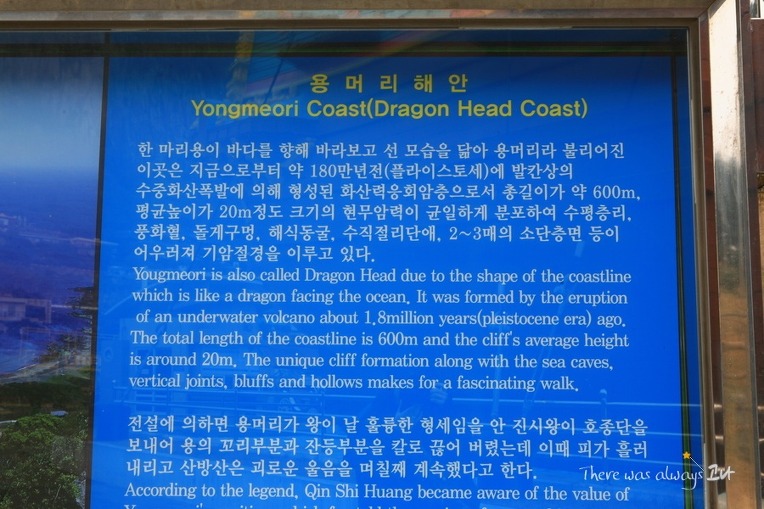 용머리해안
Yongmeori Coast(Dragon Head Coast)
한 마리용이 바다를 향해 바라보고 선 모습을 닮아 용머리라 불리어진
이곳은 지금으로부터 약 180만년전(플라이스토세)에 발칸상의
수중화산폭발에 의해 형성된 화산력응회암층으로서 총길이가 약 600m,
평균높이가 20m정도 크기의 현무암력이 균일하게 분포하여 수평층리,
풍화혈, 돌개구멍, 해식동굴, 수직절리단애, 2~3매의 소단층면 등이
어우러져 기암절경을 이루고 있다.
Yougmeori is also called Dragon Head due to the shape of the coastline
which is like a dragon facing the ocean. It was formed by the eruption
of an underwater volcano about 1.8million years(pleistocene era) ago.
The total length of the coastline is 600m and the cliff's average height
is around 20m. The unique cliff formation along with the sea caves,
vertical joints, bluffs and hollows makes for a fascinating walk.
전설에 의하면 용머리가 왕이 날 훌륭한 형세임을 안 진시왕이 호종단을
보내어 용의 꼬리부분과 잔등부분을 칼로 끊어 버렸는데 이때 피가 흘러
내리고 산방산은 괴로운 울음을 며칠째 계속했다고 한다.
According to the legend, Qin Shi Huang became aware of the value of
There was always 고다